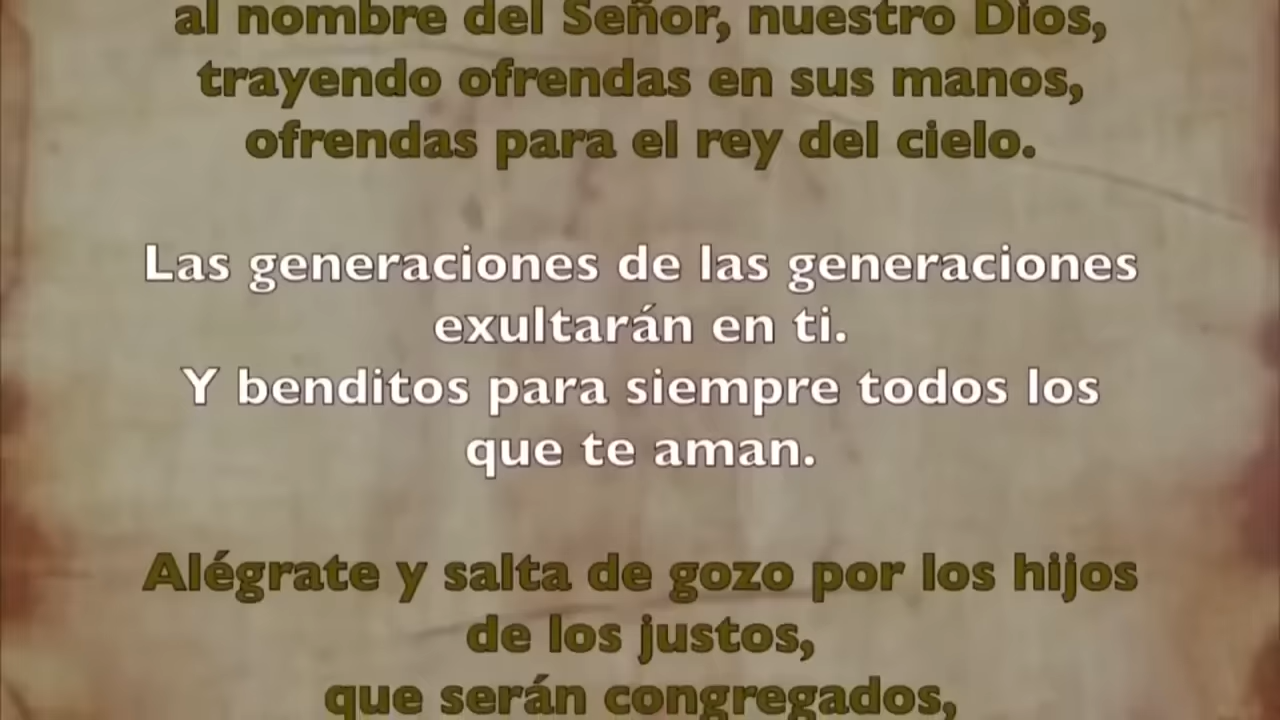 al nombre del Señor, nuestro Dios,
trayendo ofrendas en sus manos,
ofrendas para el rey del cielo.
Las generaciones de las generaciones
exultarán en ti.
Y benditos para siempre todos los
que te aman.
Alégrate y salta de gozo por los hijos
de los justos,
que serán congregados,